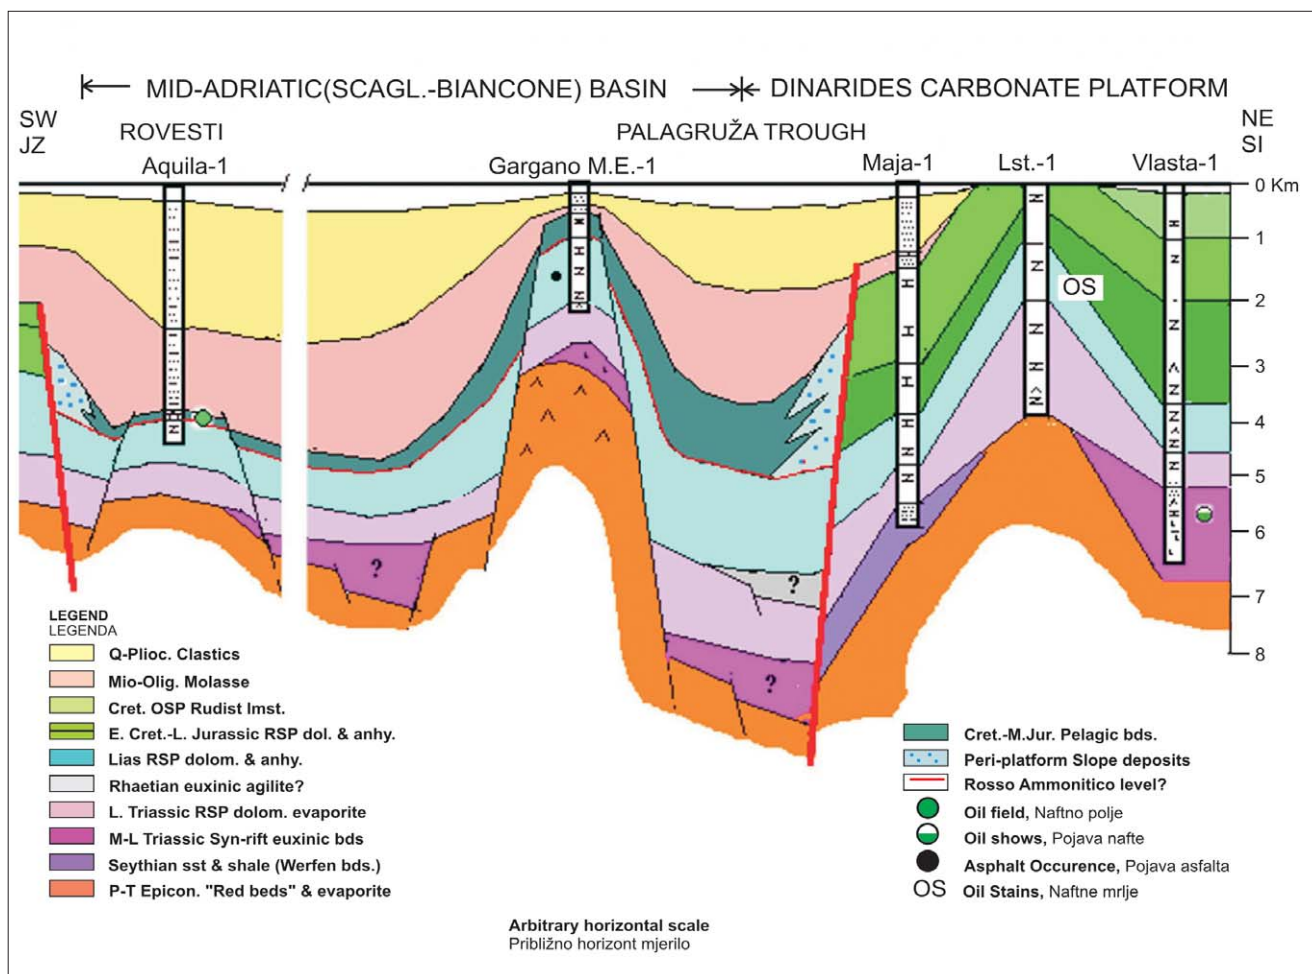 MID-ADRIATIC(SCAGL.-BIANCONE) BASIN
DINARIDES CARBONATE PLATFORM
SW
JZ
NE
SI
ROVESTI
PALAGRUŽA TROUGH
Aquila-1
Gargano M.E.-1
Maja-1
Lst.-1
Vlasta-1
0 Km
1
2
3
4
5
6
7
8
OS
?
?
?
LEGEND
LEGENDA
Q-Plioc. Clastics
Mio-Olig. Molasse
Cret. OSP Rudist lmst.
E. Cret.-L. Jurassic RSP dol. & anhy.
Lias RSP dolom. & anhy.
Rhaetian euxinic agilite?
L. Triassic RSP dolom. evaporite
M-L Triassic Syn-rift euxinic bds
Seythian sst & shale (Werfen bds.)
P-T Epicon. "Red beds" & evaporite
Cret.-M.Jur. Pelagic bds.
Peri-platform Slope deposits
Rosso Ammonitico level?
Oil field, Naftno polje
Oil shows, Pojava nafte
Asphalt Occurence, Pojava asfalta
OS Oil Stains, Naftne mrlje
Arbitrary horizontal scale
Približno horizont mjerilo